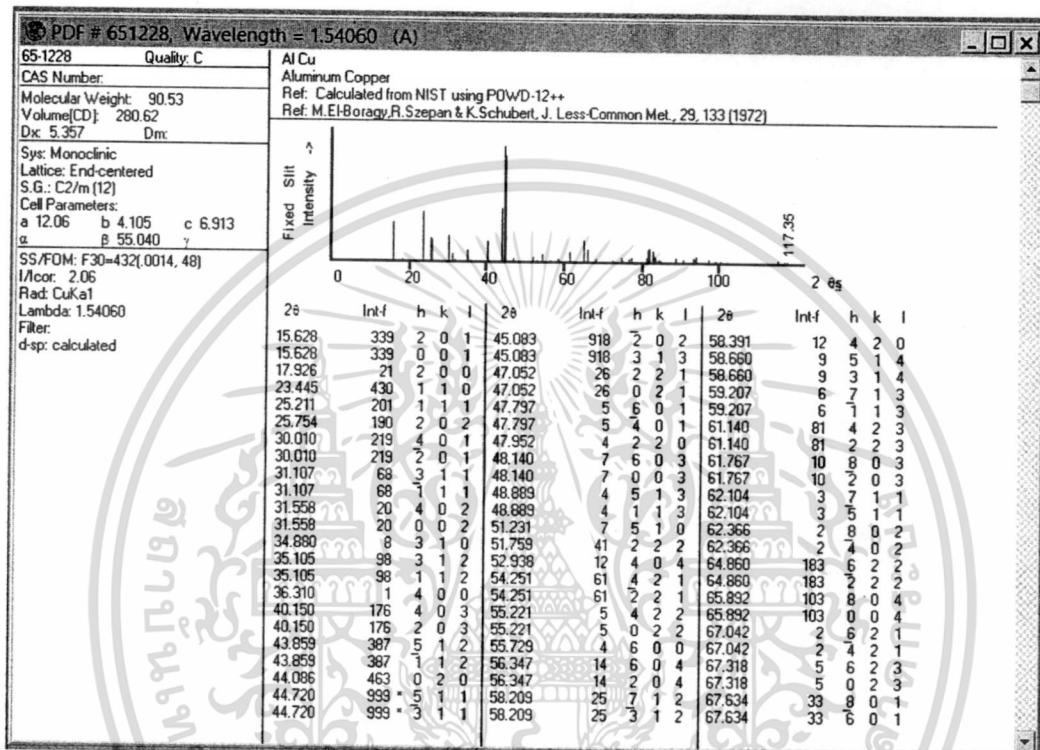 PDF # 651228, Wavelength = 1.54060 (A)
65-1228 Quality: C
CAS Number:
Molecular Weight: 90.53
Volume[CD]: 280.62
Dx: 5.357 Dm:
Sys: Monoclinic
Lattice: End-centered
S.G.: C2/m (12)
Cell Parameters:
a 12.06 b 4.105 c 6.913
α β 55.040 γ
SS/FOM: F30=432(.0014, 48)
I/Icor: 2.06
Rad: CuKa1
Lambda: 1.54060
Filter:
d-sp: calculated
Al Cu
Aluminum Copper
Ref: Calculated from NIST using POWD-12++
Ref: M.El-Boragy,R.Szepan & K.Schubert, J. Less-Common Met., 29, 133 (1972)
Fixed Slit
Intensity ->
117.35
0 20 40 60 80 100 2 θs
2θ Int-f h k l
15.628 339 2 0 1
15.628 339 0 0 1
17.926 21 2 0 0
23.445 430 1 1 0
25.211 201 1 1 1
25.754 190 2 0 2
30.010 219 4 0 1
30.010 219 -2 0 1
31.107 68 3 1 1
31.107 68 -1 1 1
31.558 20 4 0 2
31.558 20 0 0 2
34.880 8 3 1 0
35.105 98 3 1 2
35.105 98 1 1 2
36.310 1 4 0 0
40.150 176 4 0 3
40.150 176 2 0 3
43.859 387 5 1 2
43.859 387 -1 1 2
44.086 463 0 2 0
44.720 999 * 5 1 1
44.720 999 * -3 1 1
2θ Int-f h k l
45.083 918 -2 0 2
45.083 918 3 1 3
47.052 26 2 2 1
47.052 26 0 2 1
47.797 5 6 0 1
47.797 5 -4 0 1
47.952 4 2 2 0
48.140 7 6 0 3
48.140 7 0 0 3
48.889 4 5 1 3
48.889 4 1 1 3
51.231 7 5 1 0
51.759 41 2 2 2
52.938 12 4 0 4
54.251 61 4 2 1
54.251 61 -2 2 1
55.221 5 4 2 2
55.221 5 0 2 2
55.729 4 6 0 0
56.347 14 6 0 4
56.347 14 2 0 4
58.209 25 7 1 2
58.209 25 -3 1 2
2θ Int-f h k l
58.391 12 4 2 0
58.660 9 5 1 4
58.660 9 3 1 4
59.207 6 7 1 3
59.207 6 -1 1 3
61.140 81 4 2 3
61.140 81 2 2 3
61.767 10 8 0 3
61.767 10 -2 0 3
62.104 3 7 1 1
62.104 3 -5 1 1
62.366 2 8 0 2
62.366 2 -4 0 2
64.860 183 6 2 2
64.860 183 -2 2 2
65.892 103 8 0 4
65.892 103 0 0 4
67.042 2 6 2 1
67.042 2 -4 2 1
67.318 5 6 2 3
67.318 5 0 2 3
67.634 33 8 0 1
67.634 33 -6 0 1